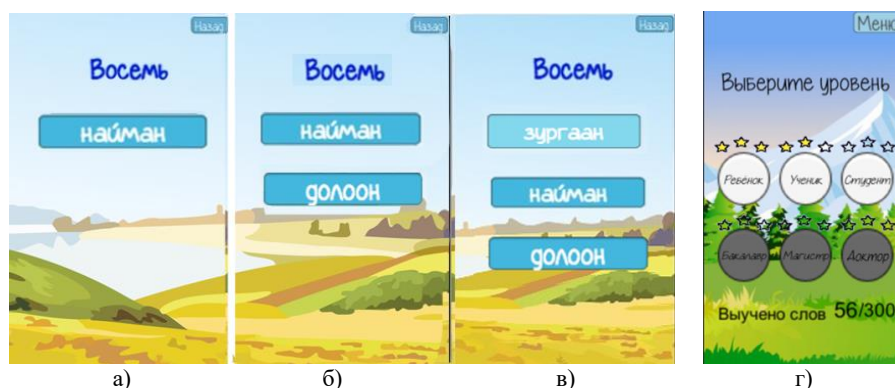 Назад
Восемь
найман
Назад
Восемь
найман
долоон
Назад
Восемь
зургаан
найман
долоон
Меню
Выберите уровень
Ребёнок Ученик Студент
Бакалавр Магистр Доктор
Выучено слов 56/300
а) б) в) г)